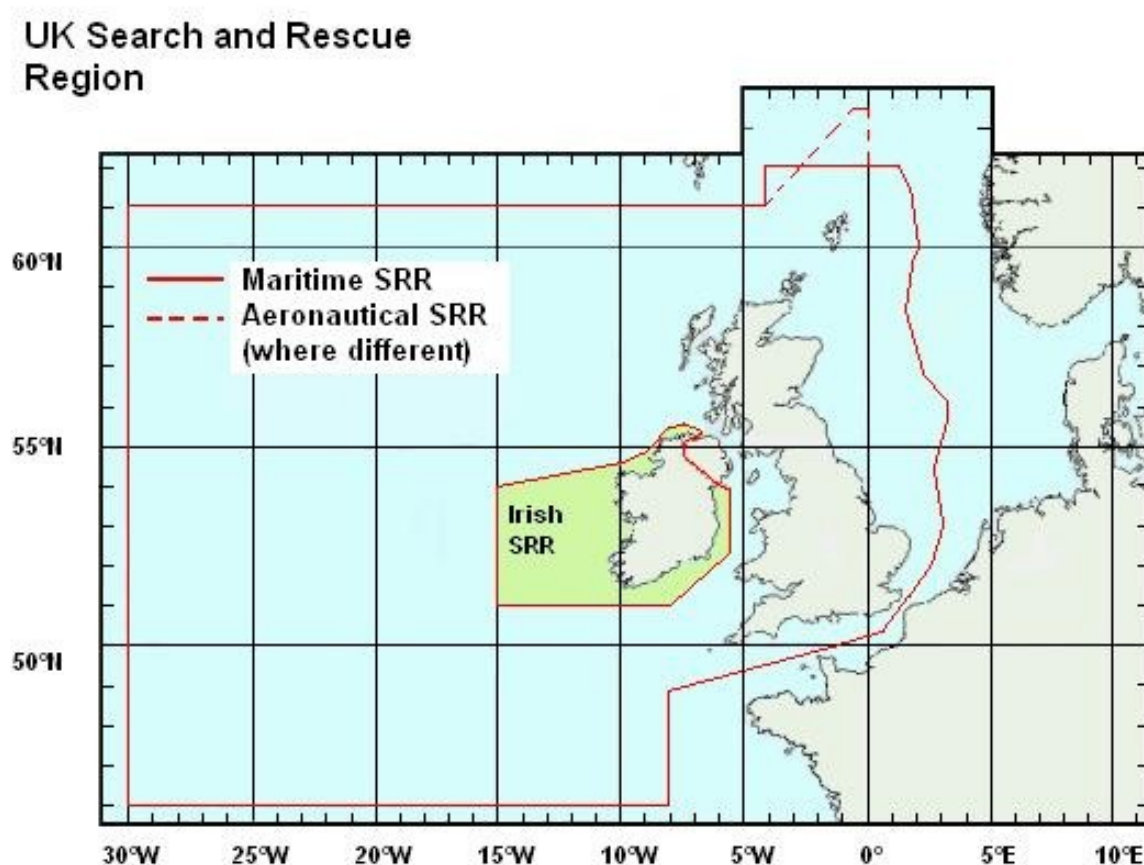 UK Search and Rescue
Region
60°N
Maritime SRR
Aeronautical SRR
(where different)
55°N
Irish
SRR
50°N
30°W 25°W 20°W 15°W 10°W 5°W 0° 5°E 10°E